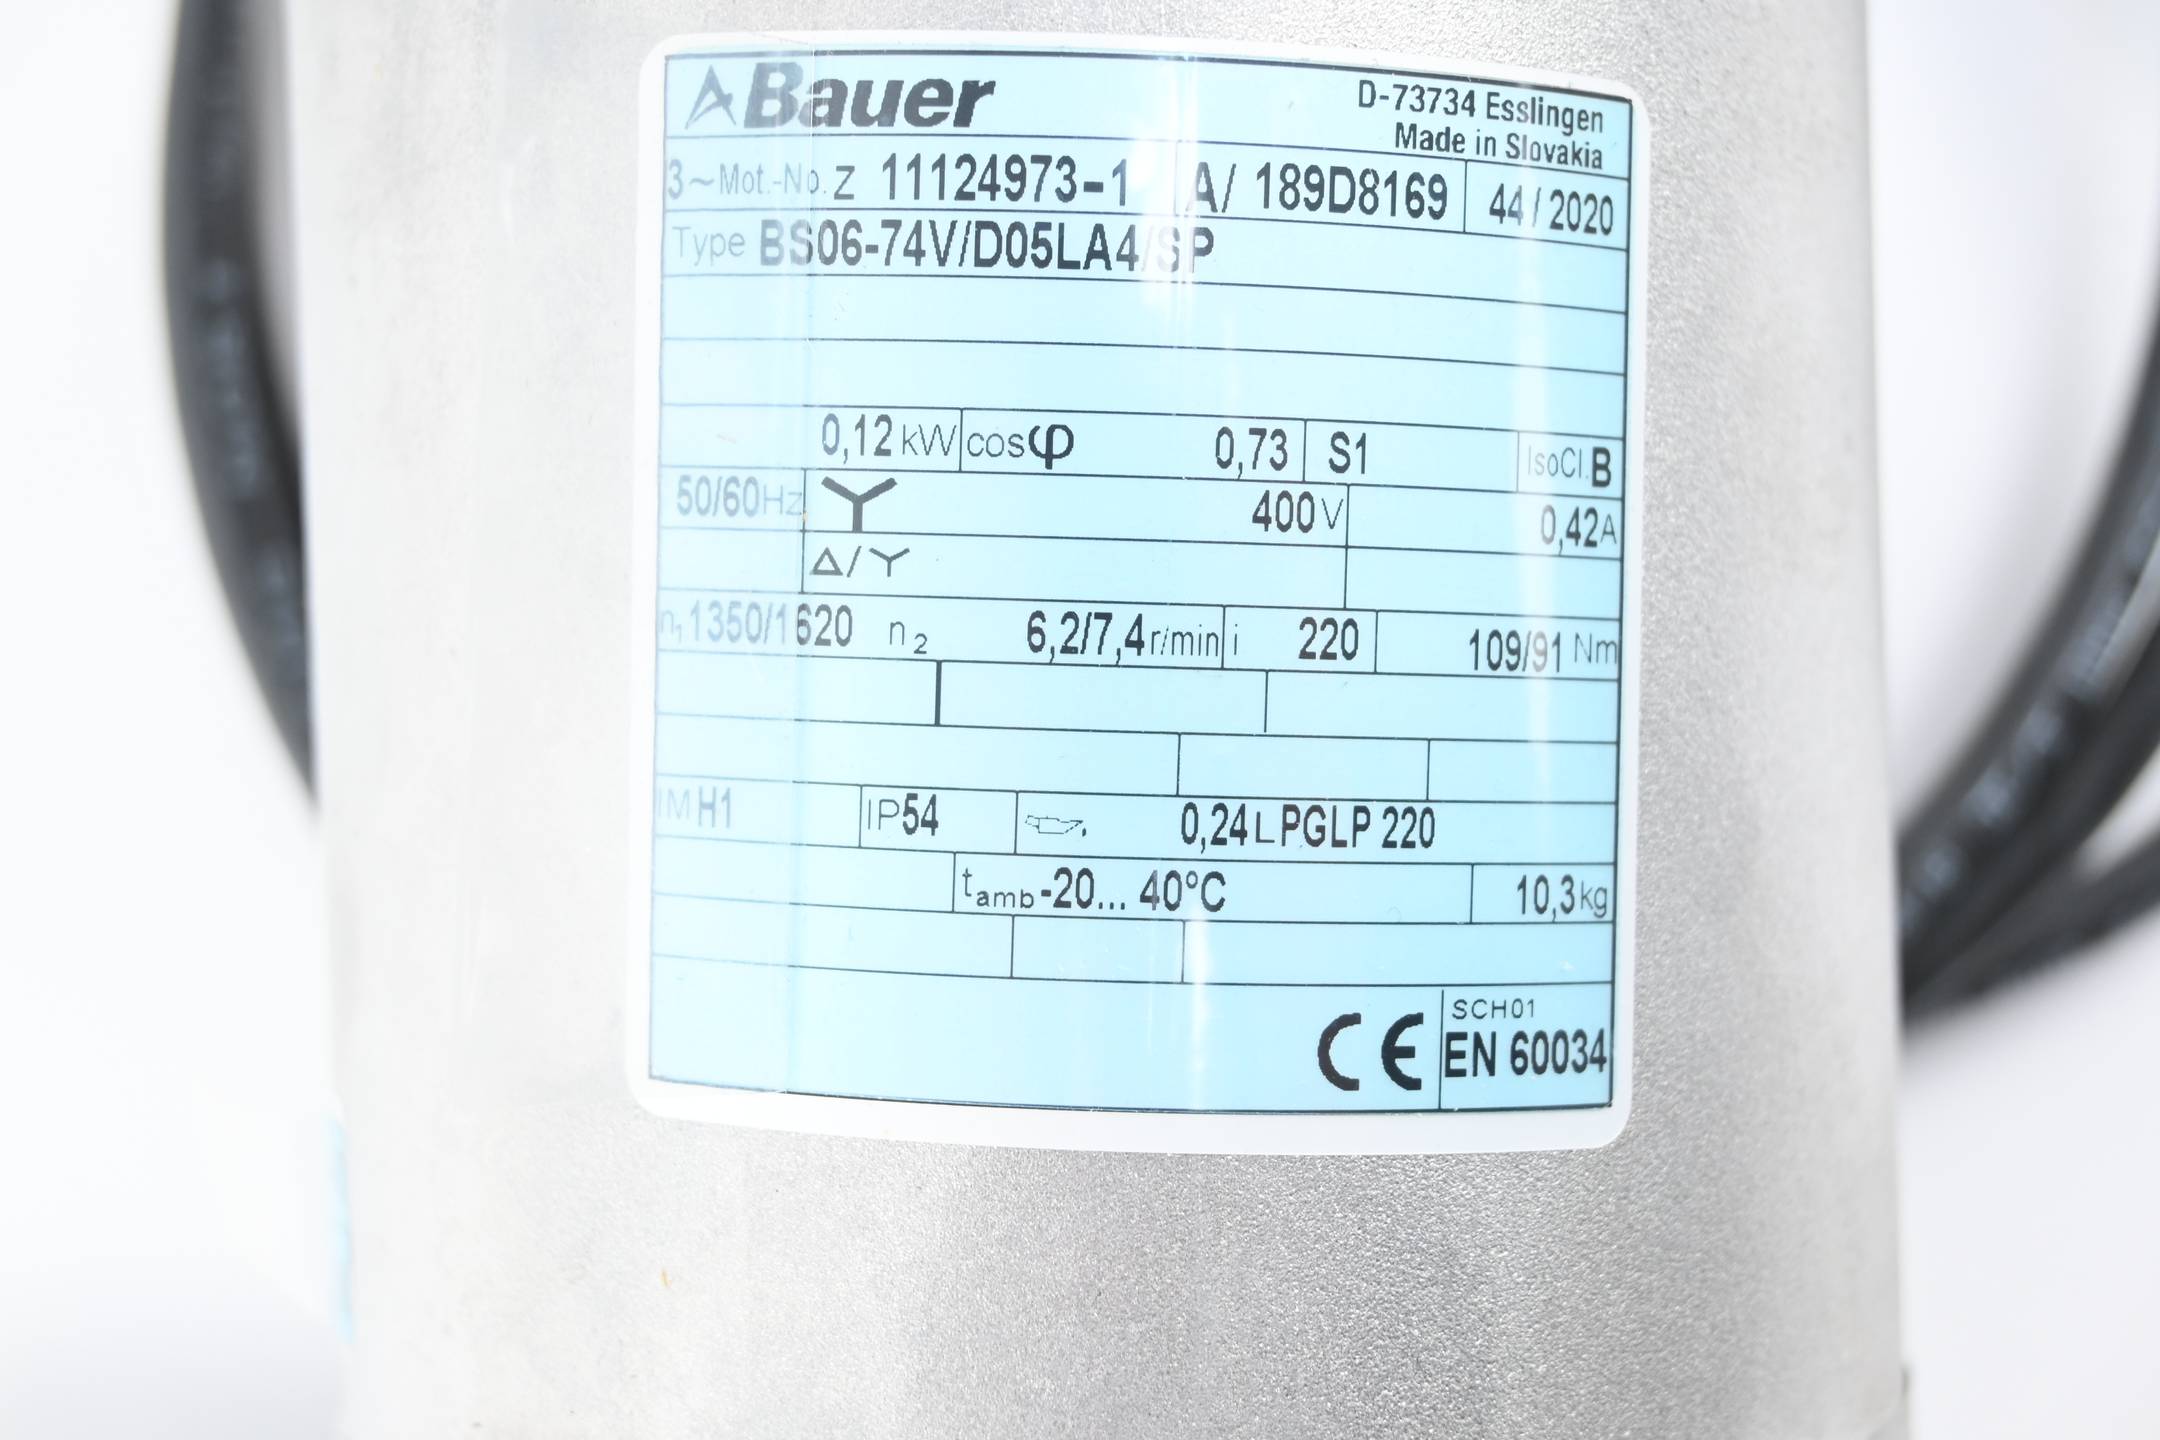 Bauer
D-73734 Esslingen
Made in Slovakia
3~Mot.-No. Z 11124973-1 A/ 189D8169 44/2020
Type BS06-74V/D05LA4/SP
0,12 kW cosφ 0,73 S1 IsoCl. B
50/60Hz Y 400 V 0,42A
Δ/Y
n₁ 1350/1620 n₂ 6,2/7,4 r/min i 220 109/91 Nm
IM H1 IP54 0,24 L PGLP 220
tamb -20... 40°C 10,3kg
CE SCH01
EN 60034